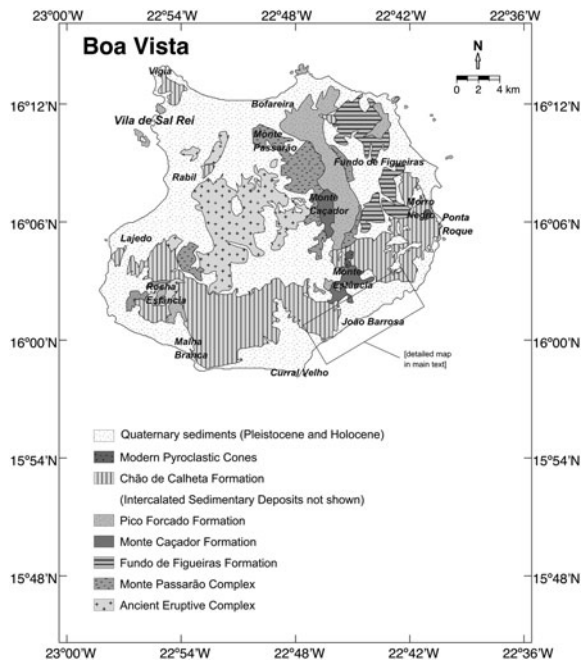 23°00'W 22°54'W 22°48'W 22°42'W 22°36'W
Boa Vista
N
0 2 4 km
16°12'N 16°12'N
Vigia
Bofareira
Vila de Sal Rei
Monte
Passarão
Fundo de Figueiras
Rabil
Monte
Caçador
Morro
Negro
Ponta
Roque
16°06'N 16°06'N
Lajedo
Monte
Estância
Rocha
Estância
João Barrosa
16°00'N 16°00'N
Malha
Branca
[detailed map
in main text]
Curral Velho
Quaternary sediments (Pleistocene and Holocene)
Modern Pyroclastic Cones
15°54'N 15°54'N
Chão de Calheta Formation
(Intercalated Sedimentary Deposits not shown)
Pico Forcado Formation
Monte Caçador Formation
Fundo de Figueiras Formation
15°48'N 15°48'N
Monte Passarão Complex
Ancient Eruptive Complex
23°00'W 22°54'W 22°48'W 22°42'W 22°36'W